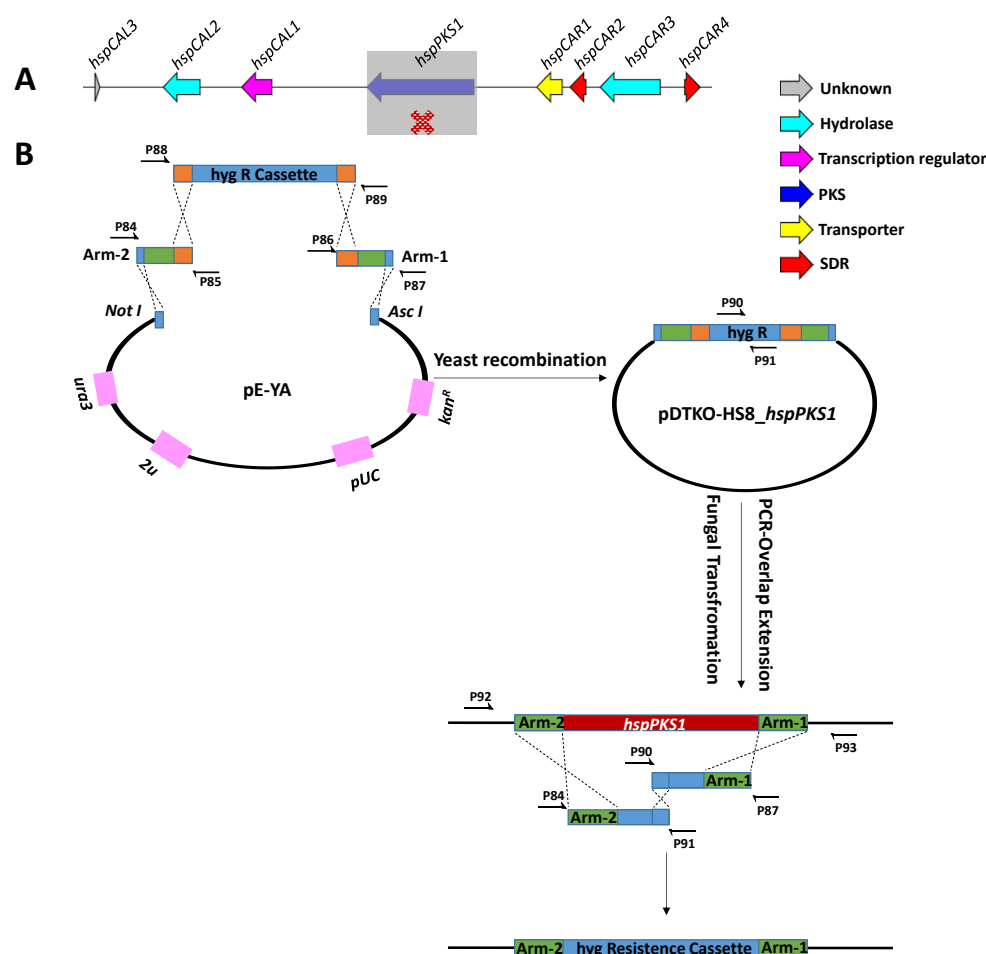 A
hspCAL3
hspCAL2
hspCAL1
hspPKS1
hspCAR1
hspCAR2
hspCAR3
hspCAR4
Unknown
Hydrolase
Transcription regulator
PKS
Transporter
SDR
B
P88
hyg R Cassette
P89
P84
Arm-2
P85
P86
Arm-1
P87
Not I
Asc I
pE-YA
ura3
2u
pUC
kanR
Yeast recombination
P90
hyg R
P91
pDTKO-HS8_hspPKS1
PCR-Overlap Extension
Fungal Transfromation
P92
Arm-2
hspPKS1
Arm-1
P93
P90
Arm-1
P87
P84
Arm-2
P91
Arm-2
hyg Resistence Cassette
Arm-1